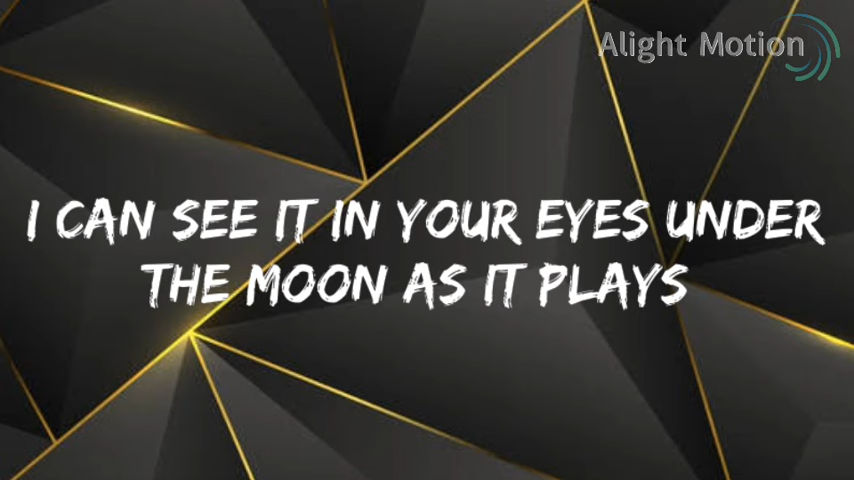 Alight Motion
I CAN SEE IT IN YOUR EYES UNDER
THE MOON AS IT PLAYS